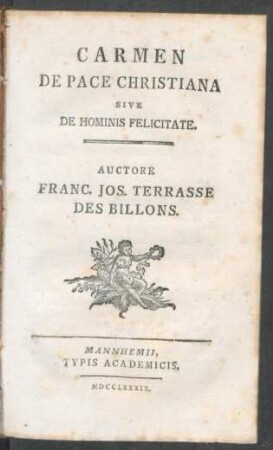 CARMEN
DE PACE CHRISTIANA
SIVE
DE HOMINIS FELICITATE.
AUCTORE
FRANC. JOS. TERRASSE
DES BILLONS.
MANNHEMII,
TYPIS ACADEMICIS.
MDCCLXXXIX.